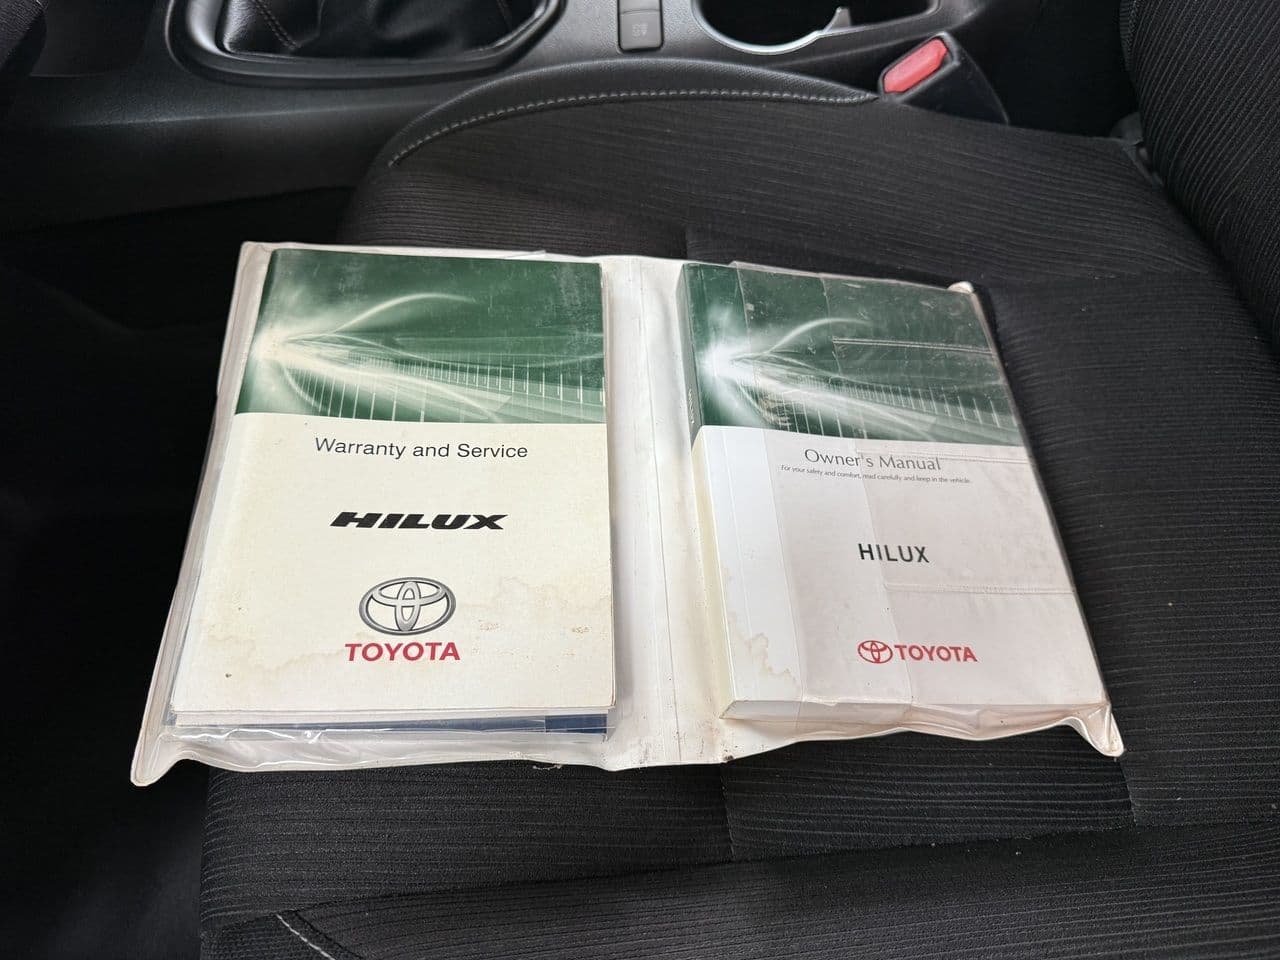 Warranty and Service
HILUX
TOYOTA
Owner's Manual
For your safety and comfort, read carefully and keep in the vehicle.
HILUX
TOYOTA